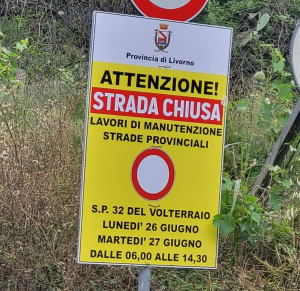 Provincia di Livorno
ATTENZIONE!
STRADA CHIUSA
LAVORI DI MANUTENZIONE
STRADE PROVINCIALI
S.P. 32 DEL VOLTERRAIO
LUNEDI' 26 GIUGNO
MARTEDI' 27 GIUGNO
DALLE 06,00 ALLE 14,30